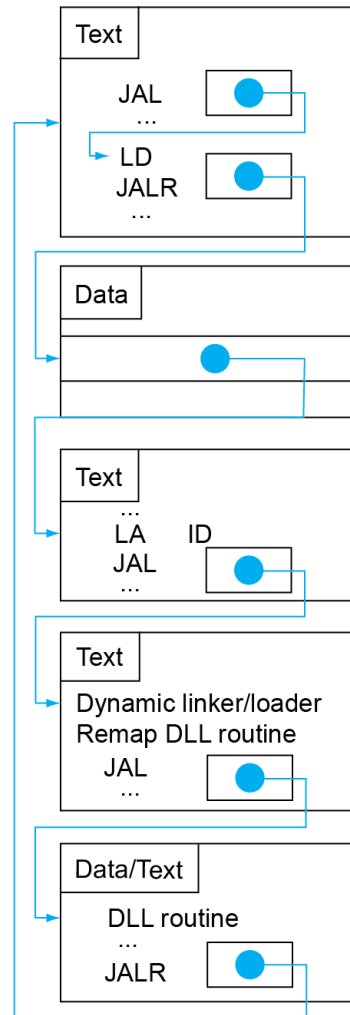 Text
JAL
...
LD
JALR
...
Data
Text
...
LA ID
JAL
...
Text
Dynamic linker/loader
Remap DLL routine
JAL
...
Data/Text
DLL routine
...
JALR